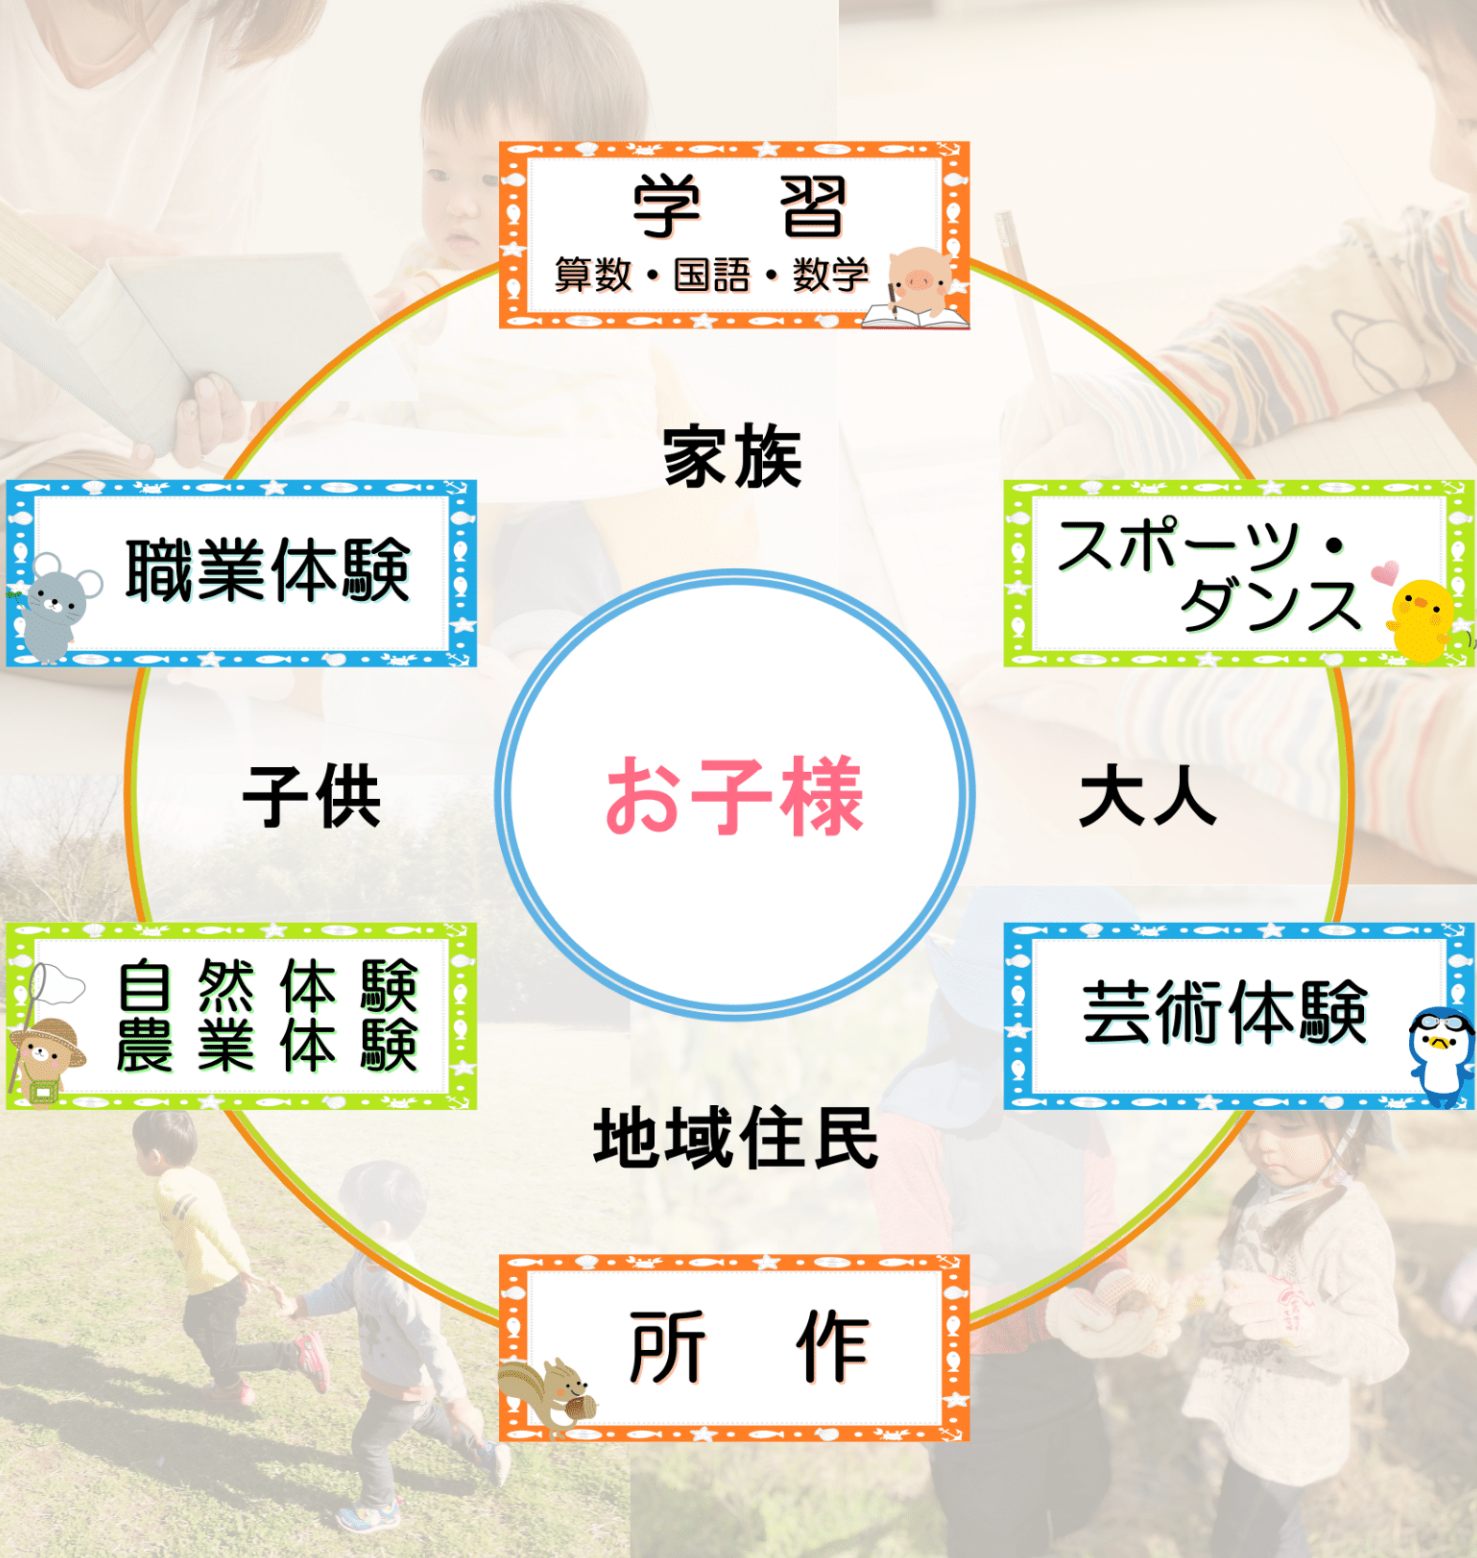 学 習
算数・国語・数学
家族
職業体験
スポーツ・
ダンス
子供
お子様
大人
自然体験
農業体験
芸術体験
地域住民
所 作